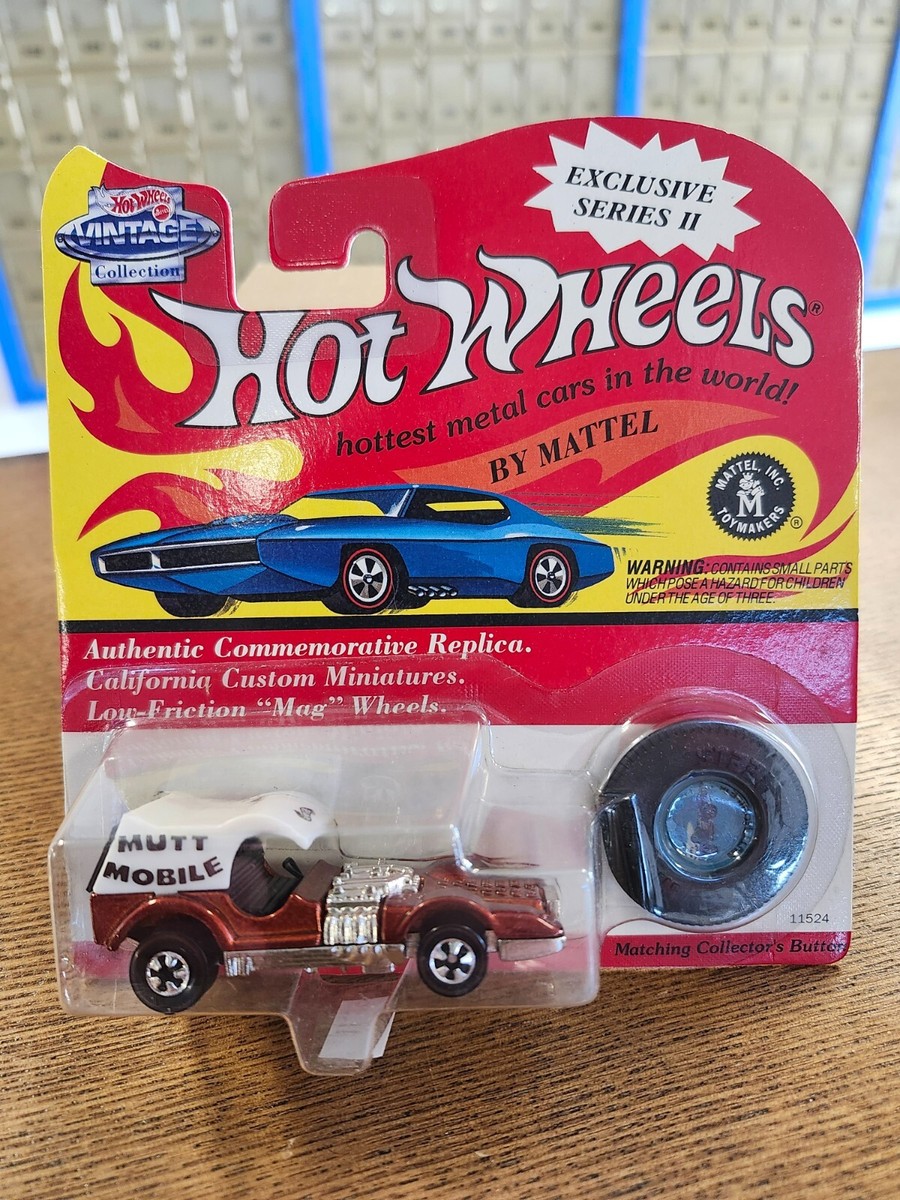 Hot Wheels
VINTAGE
Collection
EXCLUSIVE
SERIES II
Hot Wheels®
hottest metal cars in the world!
BY MATTEL
MATTEL, INC.
M
TOYMAKERS ®
WARNING: CONTAINS SMALL PARTS
WHICH POSE A HAZARD FOR CHILDREN
UNDER THE AGE OF THREE.
Authentic Commemorative Replica.
California Custom Miniatures.
Low-Friction “Mag” Wheels.
MUTT
MOBILE
11524
Matching Collector's Button